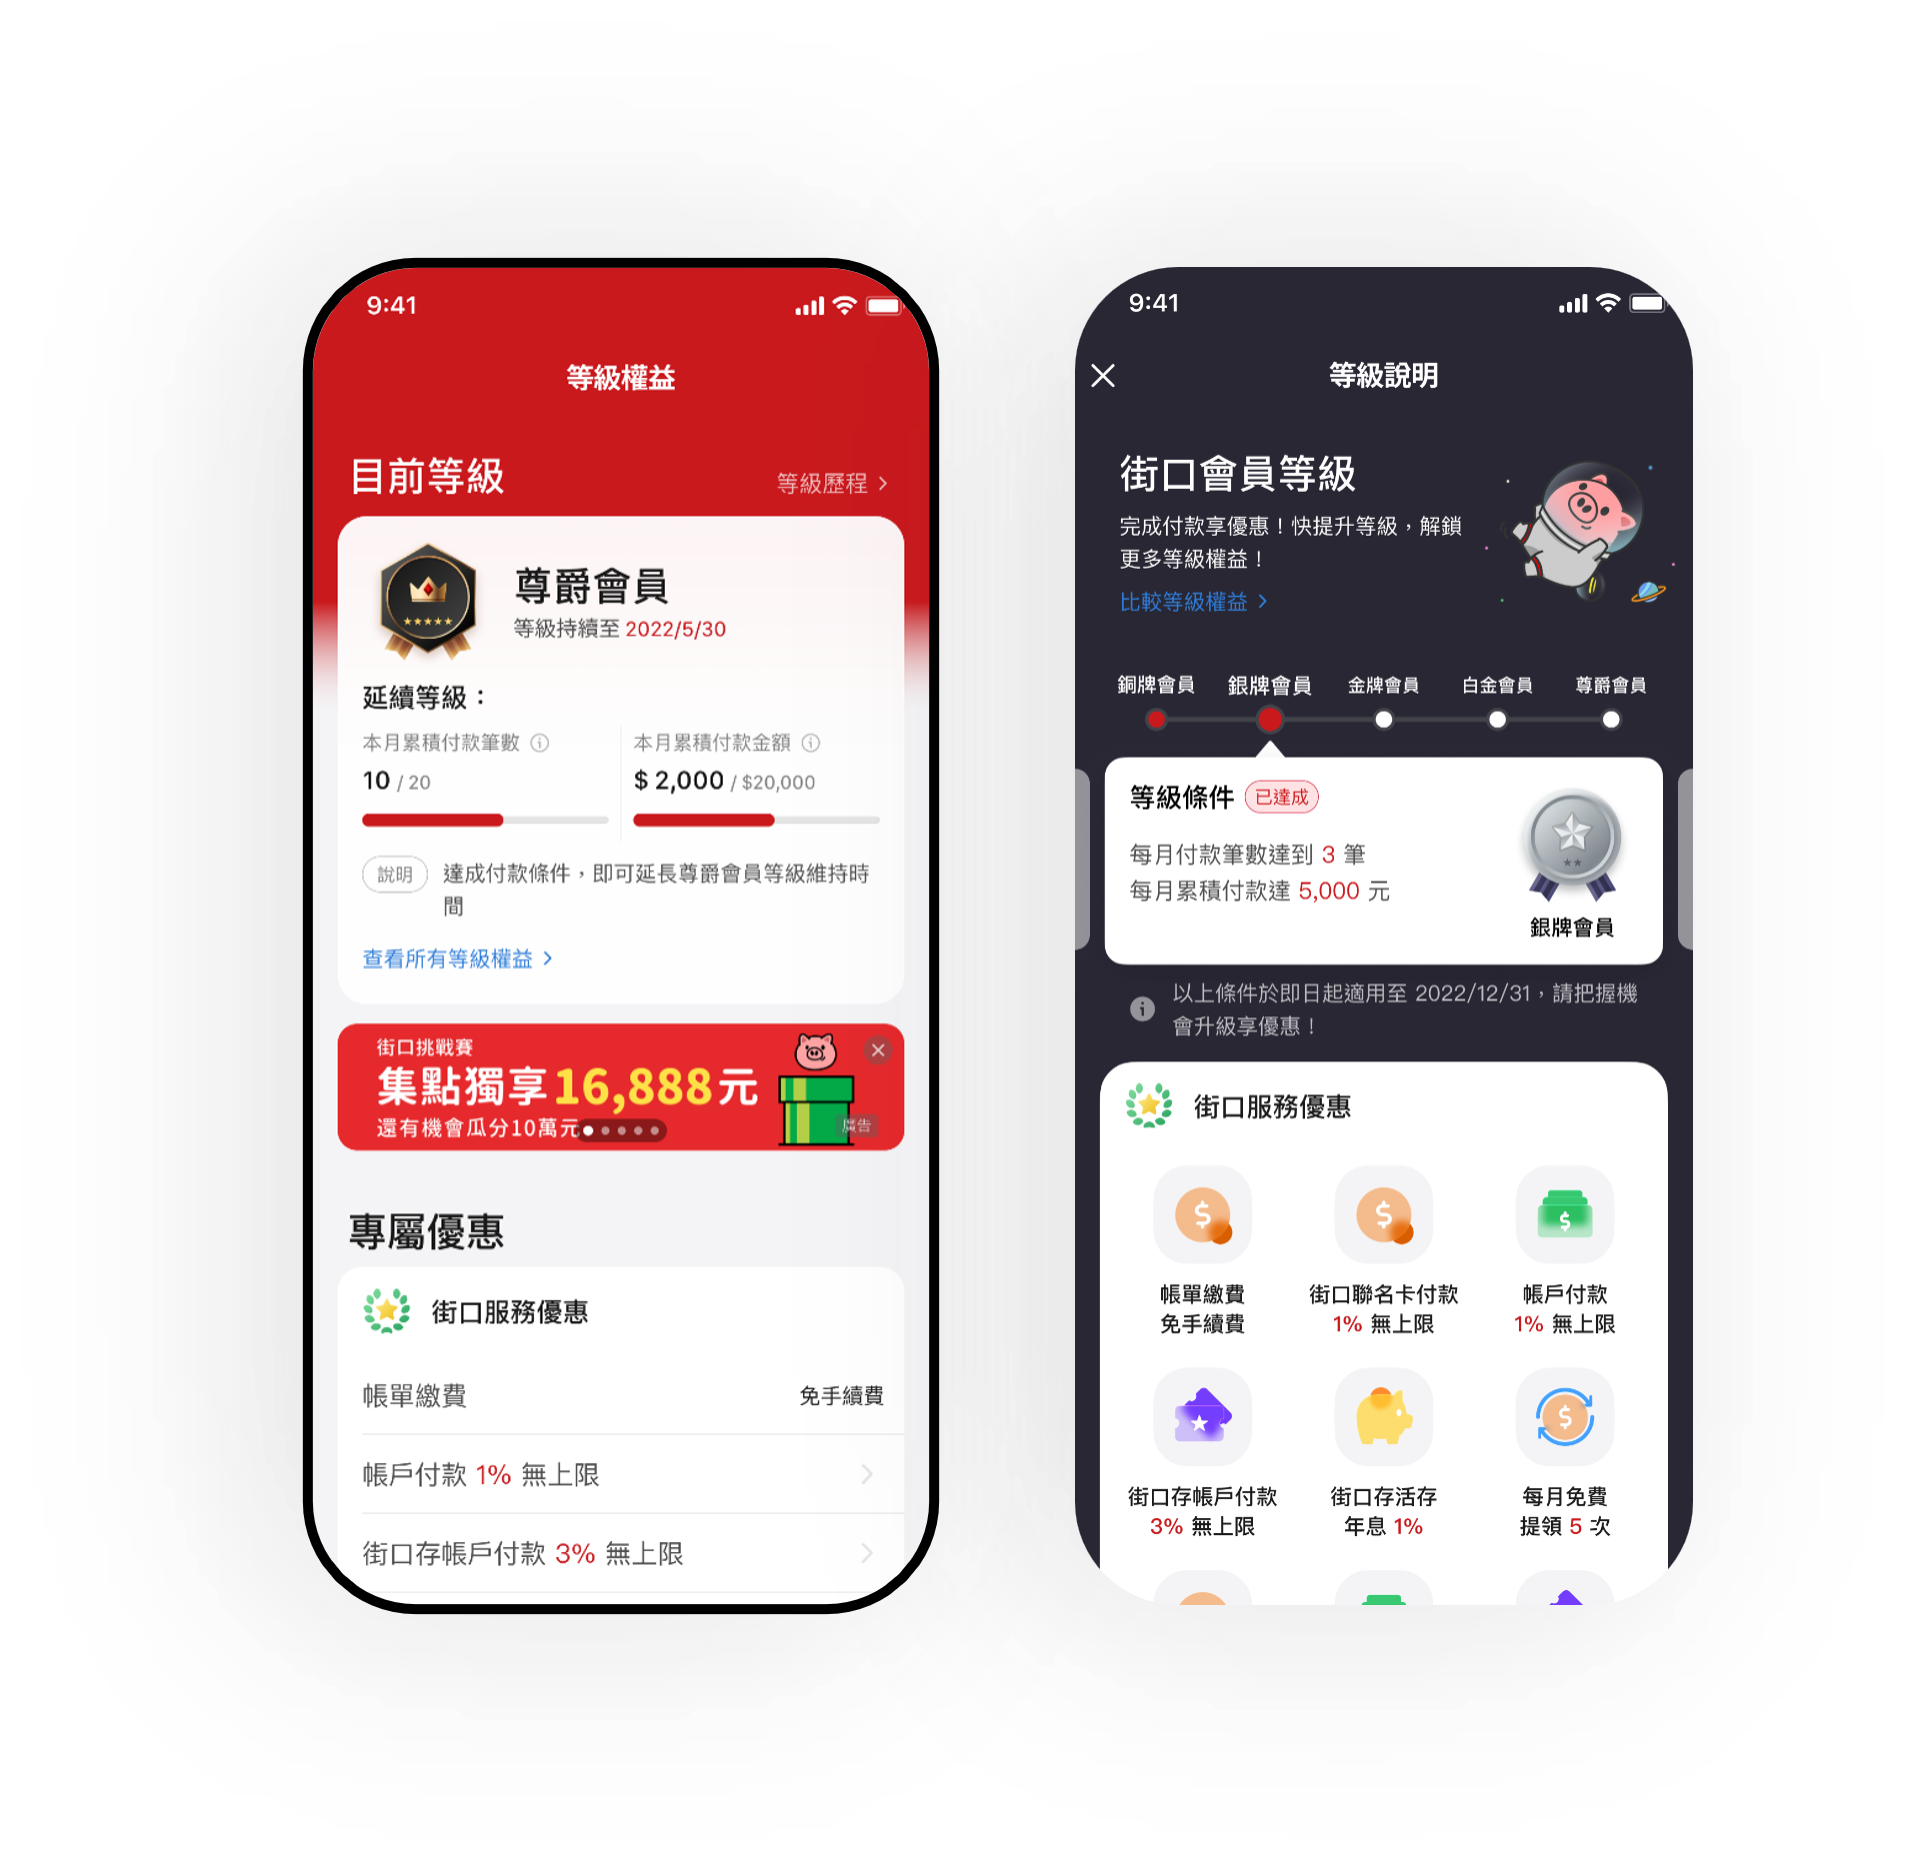 9:41
等級權益
目前等級
等級歷程
尊爵會員
等級持續至 2022/5/30
延續等級：
本月累積付款筆數
10 / 20
本月累積付款金額
$ 2,000 / $20,000
說明
達成付款條件，即可延長尊爵會員等級維持時
間
查看所有等級權益
街口挑戰賽
集點獨享16,888元
還有機會瓜分10萬元
廣告
專屬優惠
街口服務優惠
帳單繳費
免手續費
帳戶付款 1% 無上限
街口存帳戶付款 3% 無上限
9:41
等級說明
街口會員等級
完成付款享優惠！快提升等級，解鎖
更多等級權益！
比較等級權益
銅牌會員
銀牌會員
金牌會員
白金會員
尊爵會員
等級條件
已達成
每月付款筆數達到 3 筆
每月累積付款達 5,000 元
銀牌會員
以上條件於即日起適用至 2022/12/31，請把握機
會升級享優惠！
街口服務優惠
帳單繳費
免手續費
街口聯名卡付款
1% 無上限
帳戶付款
1% 無上限
街口存帳戶付款
3% 無上限
街口存活存
年息 1%
每月免費
提領 5 次